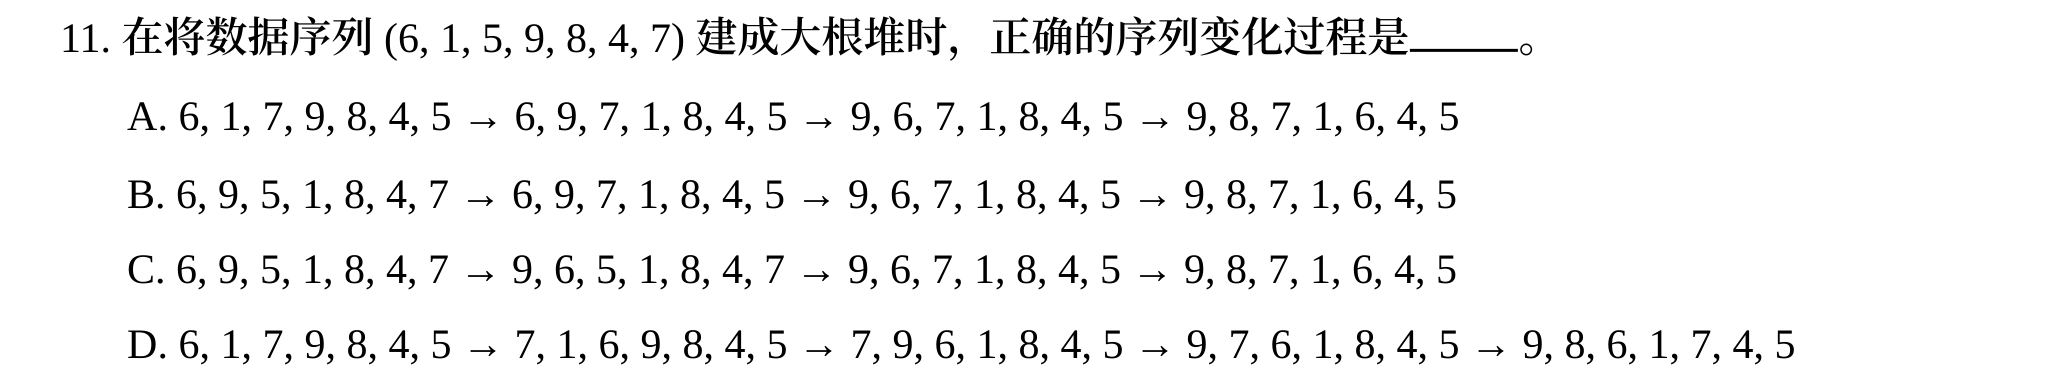 11. 在将数据序列 (6, 1, 5, 9, 8, 4, 7) 建成大根堆时，正确的序列变化过程是_____。
A. 6, 1, 7, 9, 8, 4, 5 → 6, 9, 7, 1, 8, 4, 5 → 9, 6, 7, 1, 8, 4, 5 → 9, 8, 7, 1, 6, 4, 5
B. 6, 9, 5, 1, 8, 4, 7 → 6, 9, 7, 1, 8, 4, 5 → 9, 6, 7, 1, 8, 4, 5 → 9, 8, 7, 1, 6, 4, 5
C. 6, 9, 5, 1, 8, 4, 7 → 9, 6, 5, 1, 8, 4, 7 → 9, 6, 7, 1, 8, 4, 5 → 9, 8, 7, 1, 6, 4, 5
D. 6, 1, 7, 9, 8, 4, 5 → 7, 1, 6, 9, 8, 4, 5 → 7, 9, 6, 1, 8, 4, 5 → 9, 7, 6, 1, 8, 4, 5 → 9, 8, 6, 1, 7, 4, 5